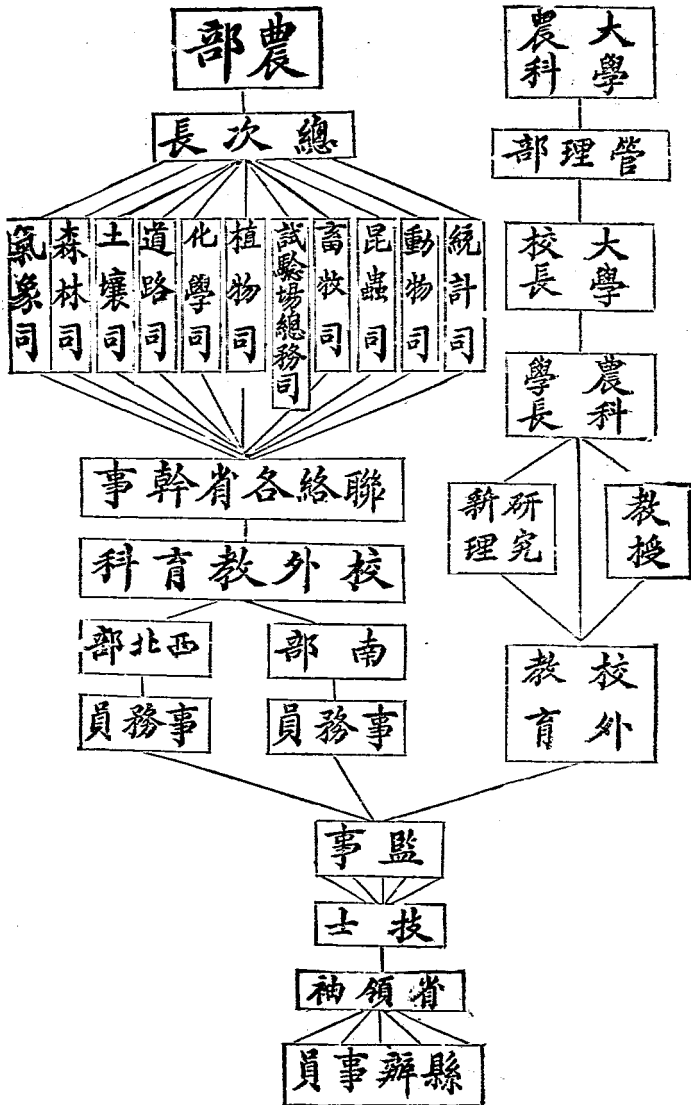 農部
總次長
統計司
動物司
昆蟲司
畜牧司
試驗場總務司
植物司
化學司
道路司
土壤司
森林司
氣象司
聯絡各省幹事
校外教育科
南部
事務員
西北部
事務員
大學
農科
管理部
大學
校長
農科
學長
教授
研究
新理
校外
教育
監事
技士
省領袖
縣辦事員